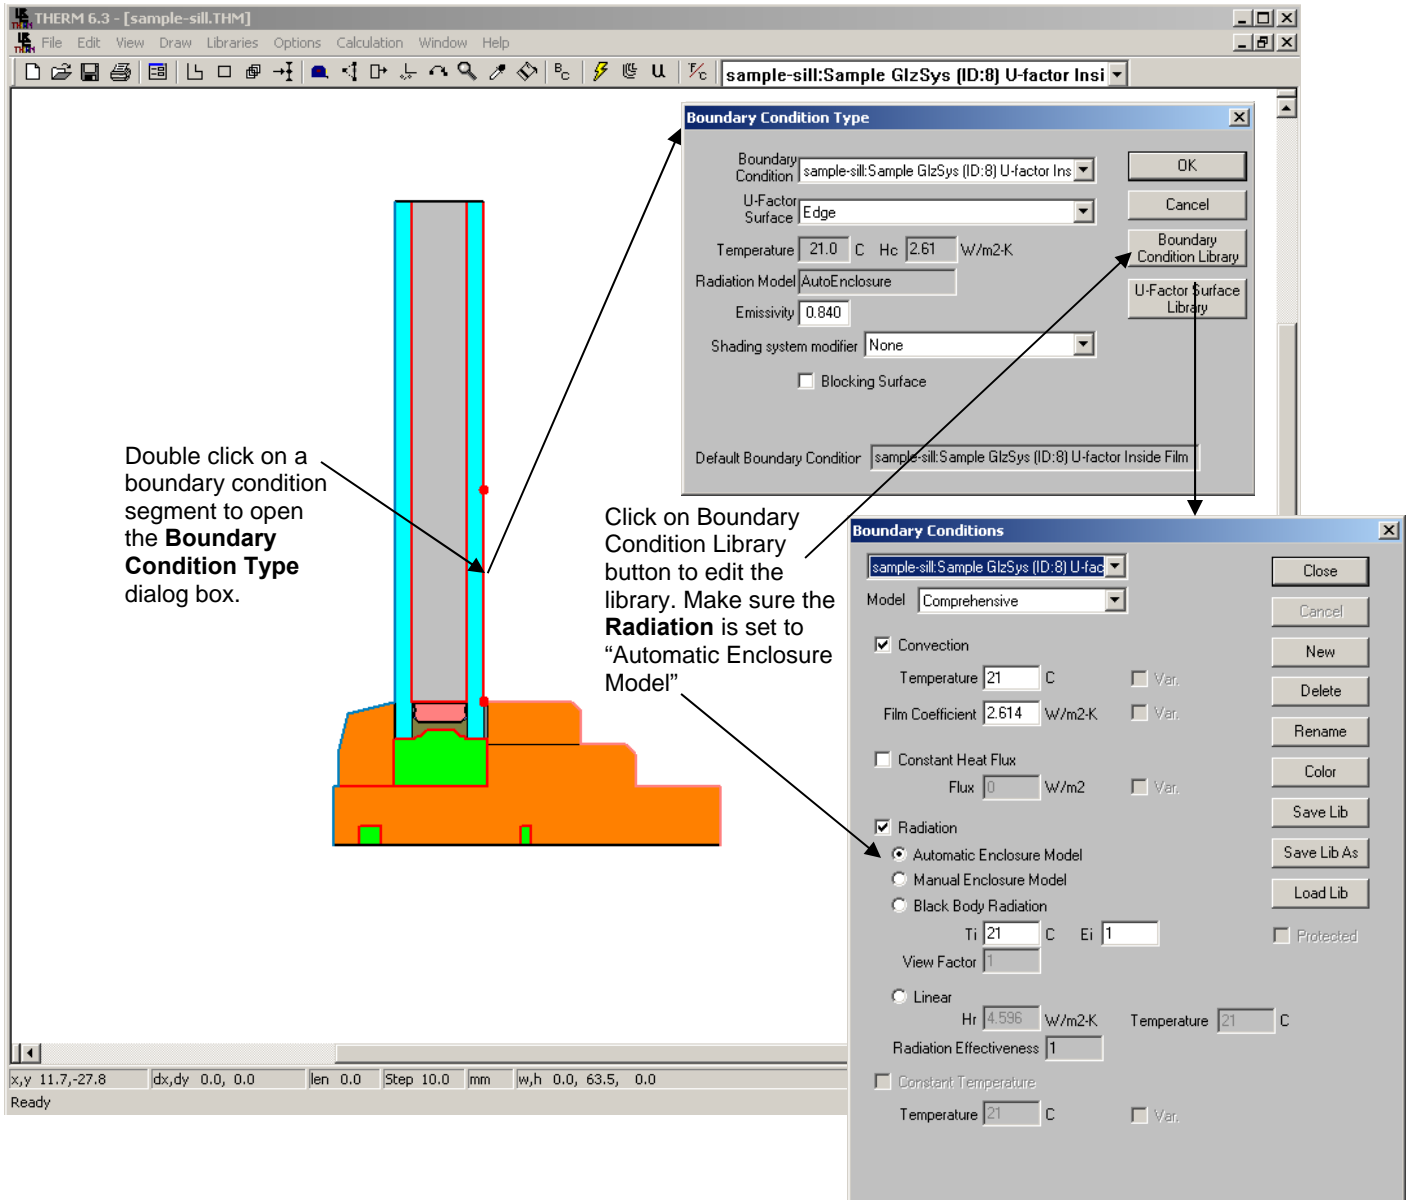 THERM 6.3 - [sample-sill.THM]
File Edit View Draw Libraries Options Calculation Window Help
BC U F/C sample-sill:Sample GlzSys (ID:8) U-factor Insi
Boundary Condition Type
Boundary
Condition sample-sill:Sample GlzSys (ID:8) U-factor Ins
OK
U-Factor
Surface Edge
Cancel
Temperature 21.0 C Hc 2.61 W/m2-K
Boundary
Condition Library
Radiation Model AutoEnclosure
U-Factor Surface
Library
Emissivity 0.840
Shading system modifier None
Blocking Surface
Default Boundary Condition sample-sill:Sample GlzSys (ID:8) U-factor Inside Film
Double click on a
boundary condition
segment to open
the Boundary
Condition Type
dialog box.
Click on Boundary
Condition Library
button to edit the
library. Make sure the
Radiation is set to
“Automatic Enclosure
Model”
Boundary Conditions
sample-sill:Sample GlzSys (ID:8) U-fac
Close
Model Comprehensive
Cancel
Convection
New
Temperature 21 C Var.
Delete
Film Coefficient 2.614 W/m2-K Var.
Rename
Constant Heat Flux
Color
Flux 0 W/m2 Var.
Save Lib
Radiation
Automatic Enclosure Model
Save Lib As
Manual Enclosure Model
Black Body Radiation
Load Lib
Ti 21 C Ei 1
Protected
View Factor 1
Linear
Hr 4.596 W/m2-K Temperature 21 C
Radiation Effectiveness 1
Constant Temperature
Temperature 21 C Var.
x,y 11.7,-27.8 dx,dy 0.0, 0.0 len 0.0 Step 10.0 mm w,h 0.0, 63.5, 0.0
Ready